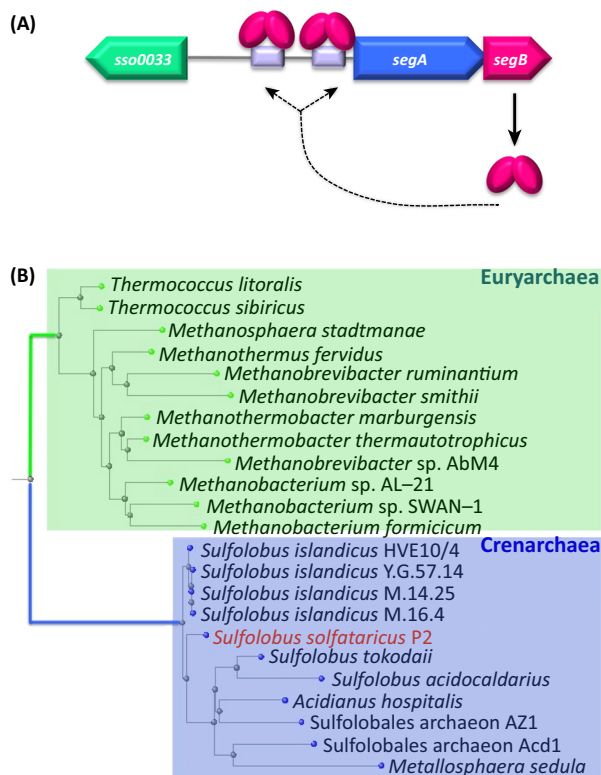 (A)
sso0033
segA
segB
(B)
Euryarchaea
Thermococcus litoralis
Thermococcus sibiricus
Methanosphaera stadtmanae
Methanothermus fervidus
Methanobrevibacter ruminantium
Methanobrevibacter smithii
Methanothermobacter marburgensis
Methanothermobacter thermautotrophicus
Methanobrevibacter sp. AbM4
Methanobacterium sp. AL–21
Methanobacterium sp. SWAN–1
Methanobacterium formicicum
Crenarchaea
Sulfolobus islandicus HVE10/4
Sulfolobus islandicus Y.G.57.14
Sulfolobus islandicus M.14.25
Sulfolobus islandicus M.16.4
Sulfolobus solfataricus P2
Sulfolobus tokodaii
Sulfolobus acidocaldarius
Acidianus hospitalis
Sulfolobales archaeon AZ1
Sulfolobales archaeon Acd1
Metallosphaera sedula